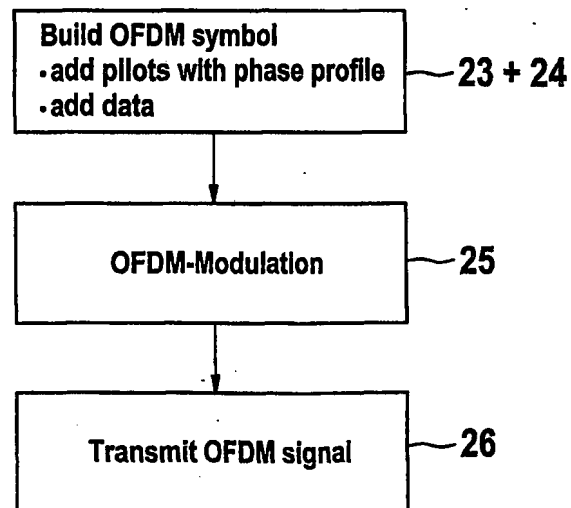 Build OFDM symbol
•add pilots with phase profile
•add data
23 + 24
OFDM-Modulation
25
Transmit OFDM signal
26